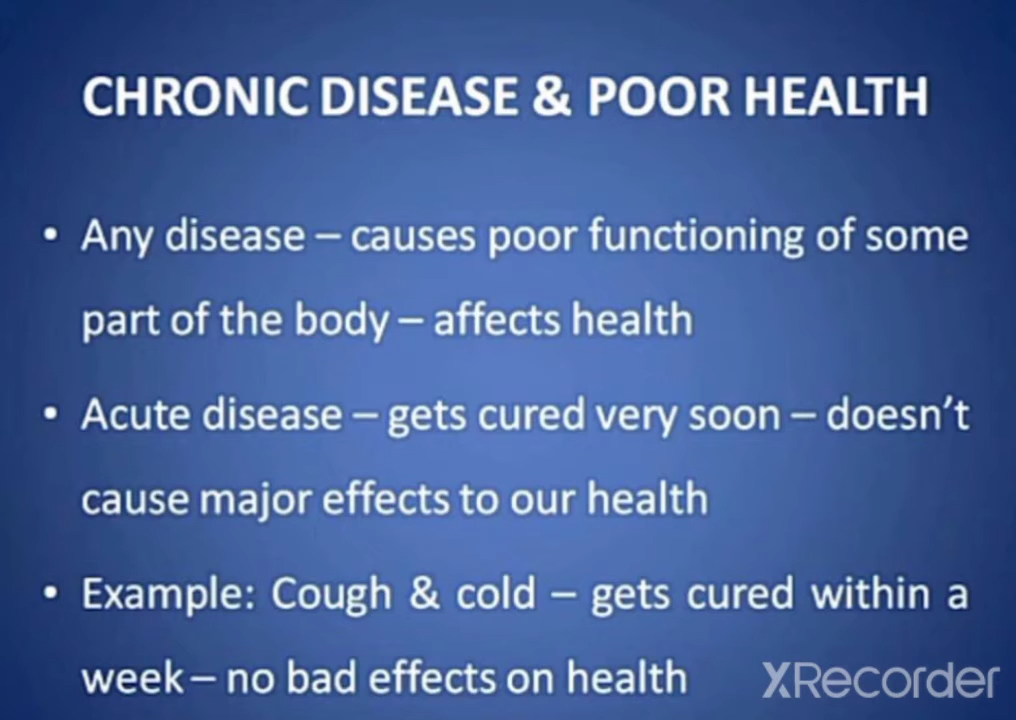 CHRONIC DISEASE & POOR HEALTH
• Any disease – causes poor functioning of some
part of the body – affects health
• Acute disease – gets cured very soon – doesn’t
cause major effects to our health
• Example: Cough & cold – gets cured within a
week – no bad effects on health
XRecorder